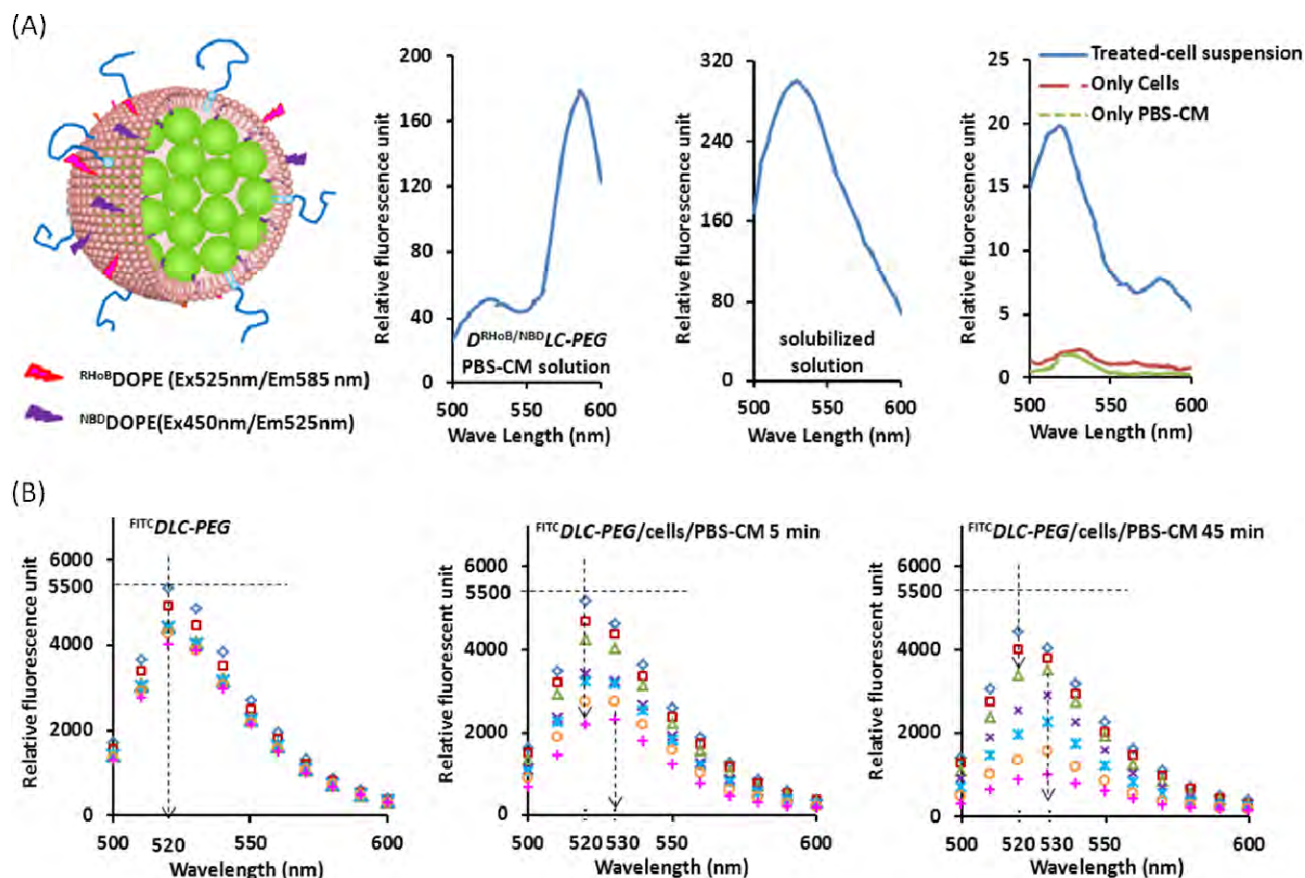 (A)
200
160
120
80
40
0
500
550
600
Relative fluorescence unit
Wave Length (nm)
D^RHoB/NBD LC-PEG
PBS-CM solution
320
240
160
80
0
500
550
600
Relative fluorescence unit
Wave Length (nm)
solubilized
solution
Treated-cell suspension
Only Cells
Only PBS-CM
25
20
15
10
5
0
500
550
600
Relative fluorescence unit
Wave Length (nm)
RHoBDOPE (Ex525nm/Em585 nm)
NBDDOPE(Ex450nm/Em525nm)
(B)
FITCDLC-PEG
6000
5500
4000
2000
0
500
520
550
600
Relative fluorescent unit
Wavelength (nm)
FITCDLC-PEG/cells/PBS-CM 5 min
6000
5500
4000
2000
0
500
520 530
550
600
Relative fluorescent unit
Wavelength (nm)
FITCDLC-PEG/cells/PBS-CM 45 min
6000
5500
4000
2000
0
500
520 530
550
600
Relative fluorescent unit
Wavelength (nm)